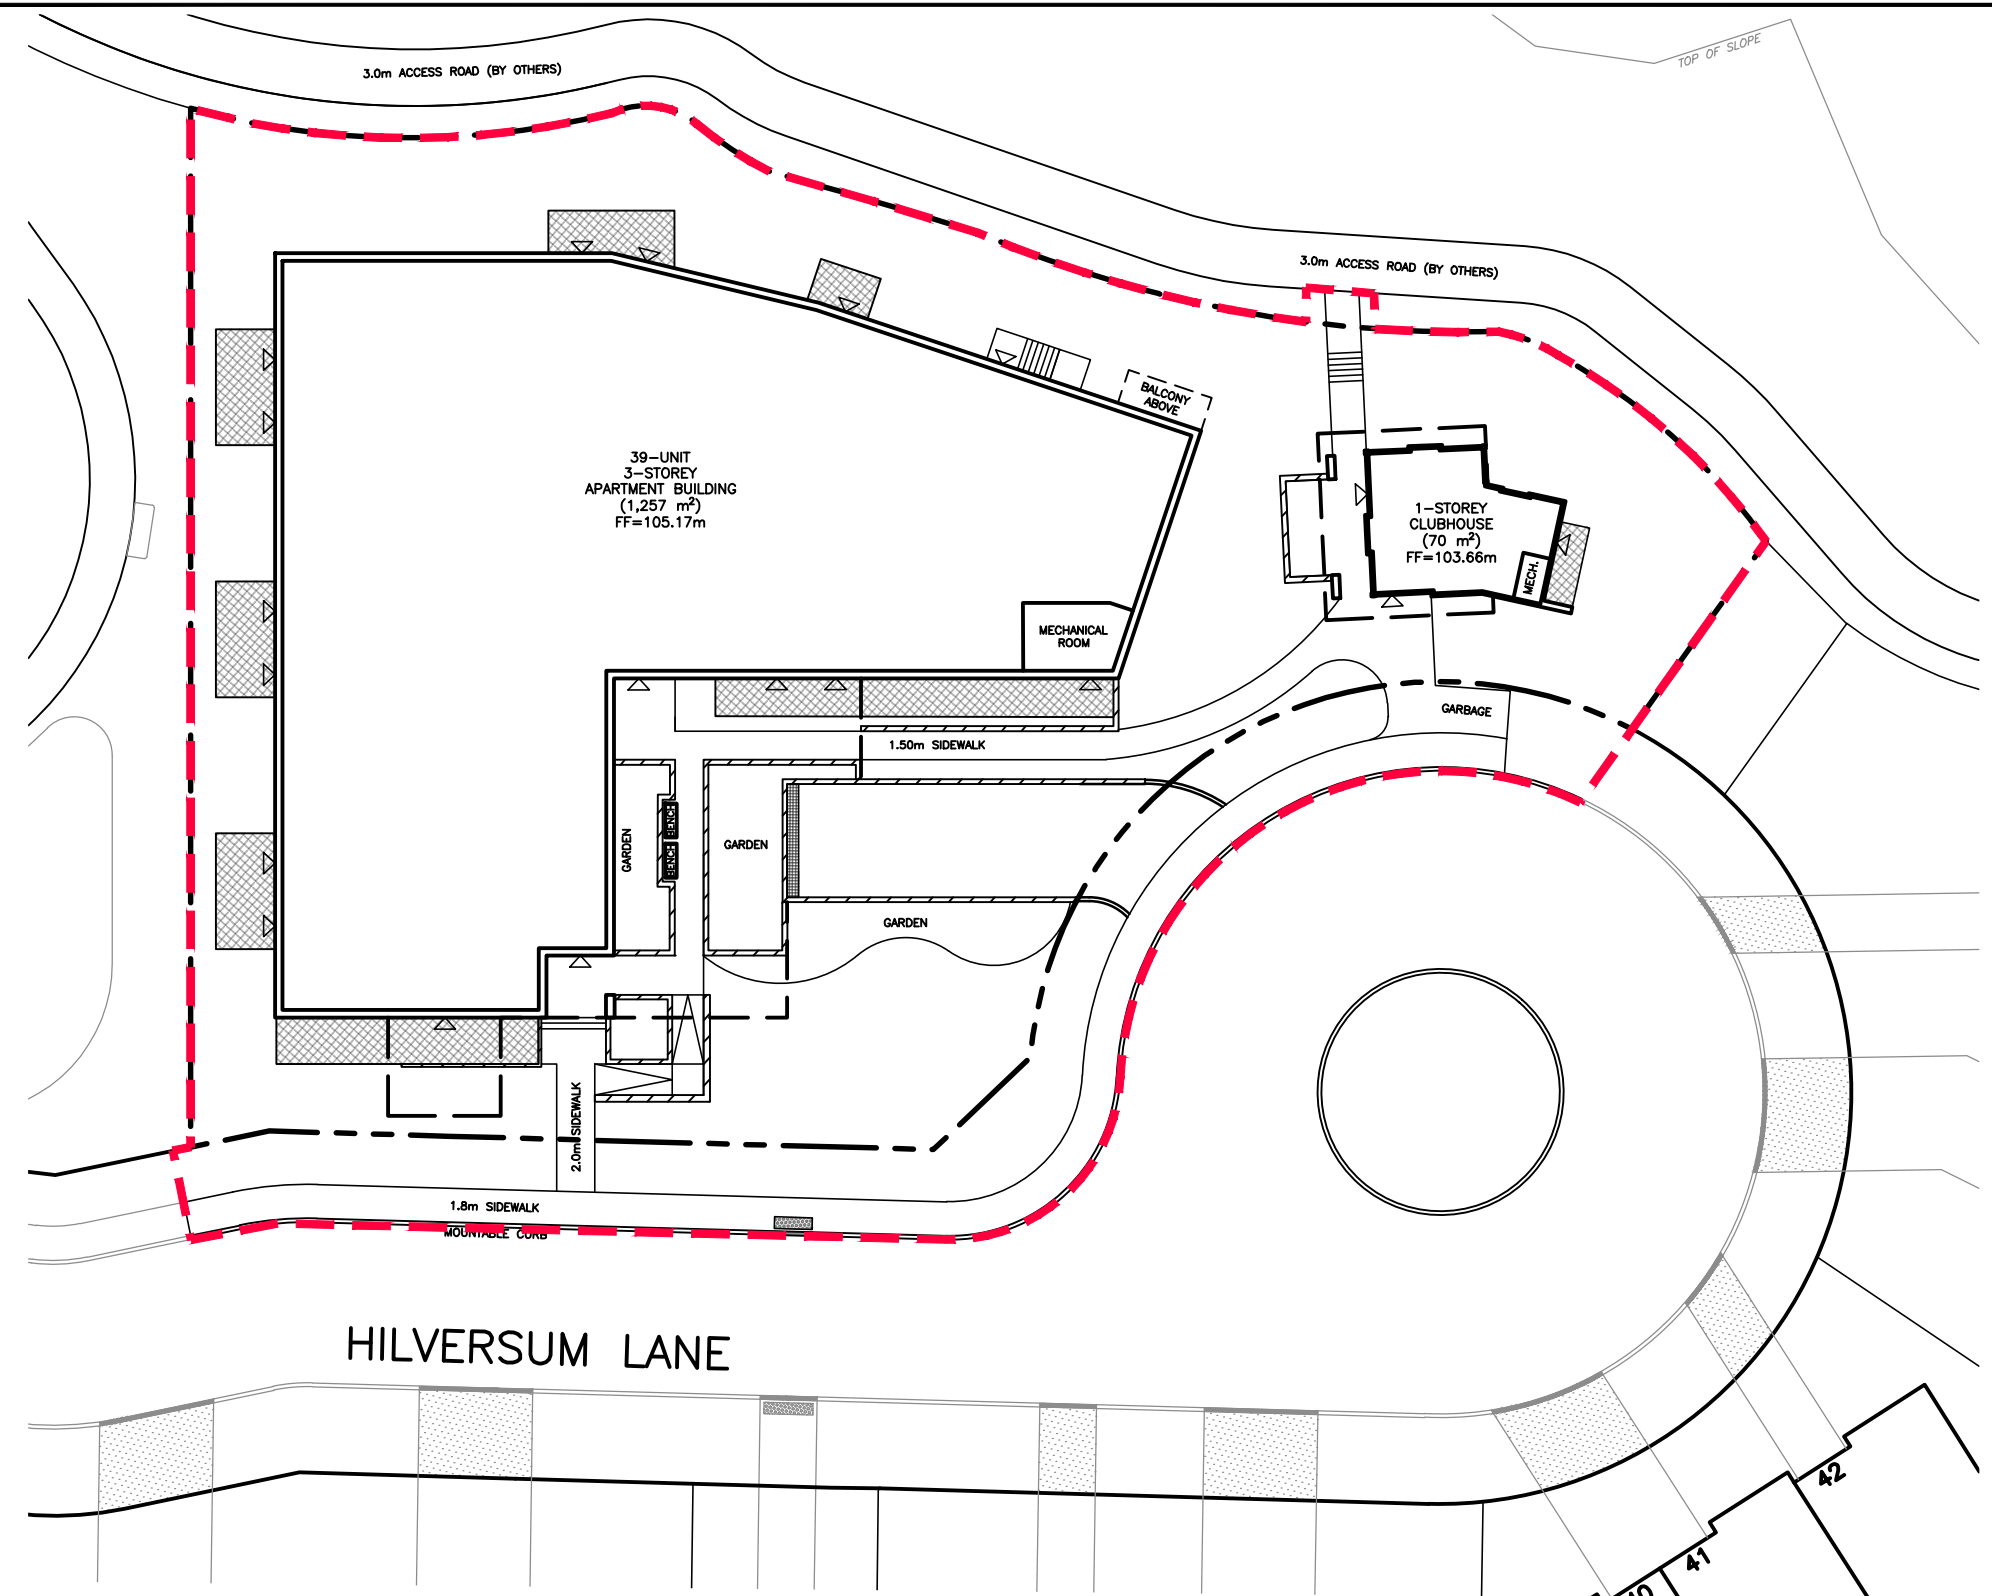 TOP OF SLOPE
3.0m ACCESS ROAD (BY OTHERS)
3.0m ACCESS ROAD (BY OTHERS)
BALCONY
ABOVE
39-UNIT
3-STOREY
APARTMENT BUILDING
(1,257 m²)
FF=105.17m
1-STOREY
CLUBHOUSE
(70 m²)
FF=103.66m
MECH.
MECHANICAL
ROOM
GARBAGE
1.50m SIDEWALK
BENCH
BENCH
GARDEN
GARDEN
GARDEN
2.0m SIDEWALK
1.8m SIDEWALK
MOUNTABLE CURB
HILVERSUM LANE
42
41